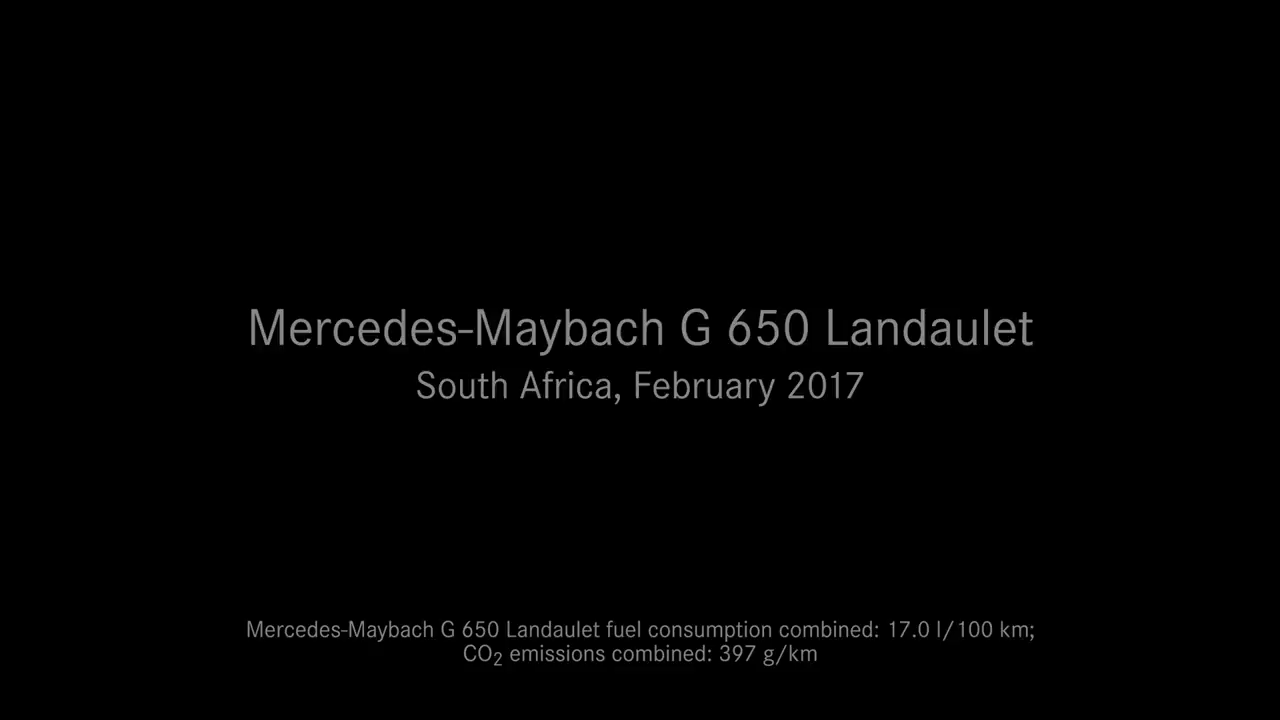 Mercedes-Maybach G 650 Landaulet
South Africa, February 2017
Mercedes-Maybach G 650 Landaulet fuel consumption combined: 17.0 l/100 km;
CO₂ emissions combined: 397 g/km